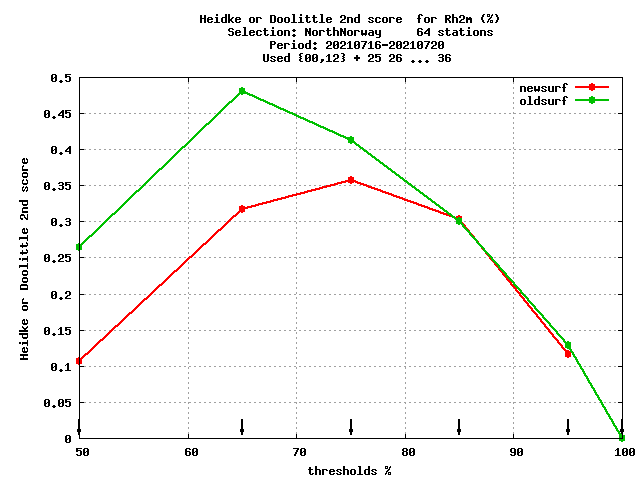 Heidke or Doolittle 2nd score  for Rh2m (%)
Selection: NorthNorway     64 stations
Period: 20210716-20210720
Used {00,12} + 25 26 ... 36
newsurf
oldsurf
Heidke or Doolittle 2nd score
0.5
0.45
0.4
0.35
0.3
0.25
0.2
0.15
0.1
0.05
0
50 60 70 80 90 100
thresholds %